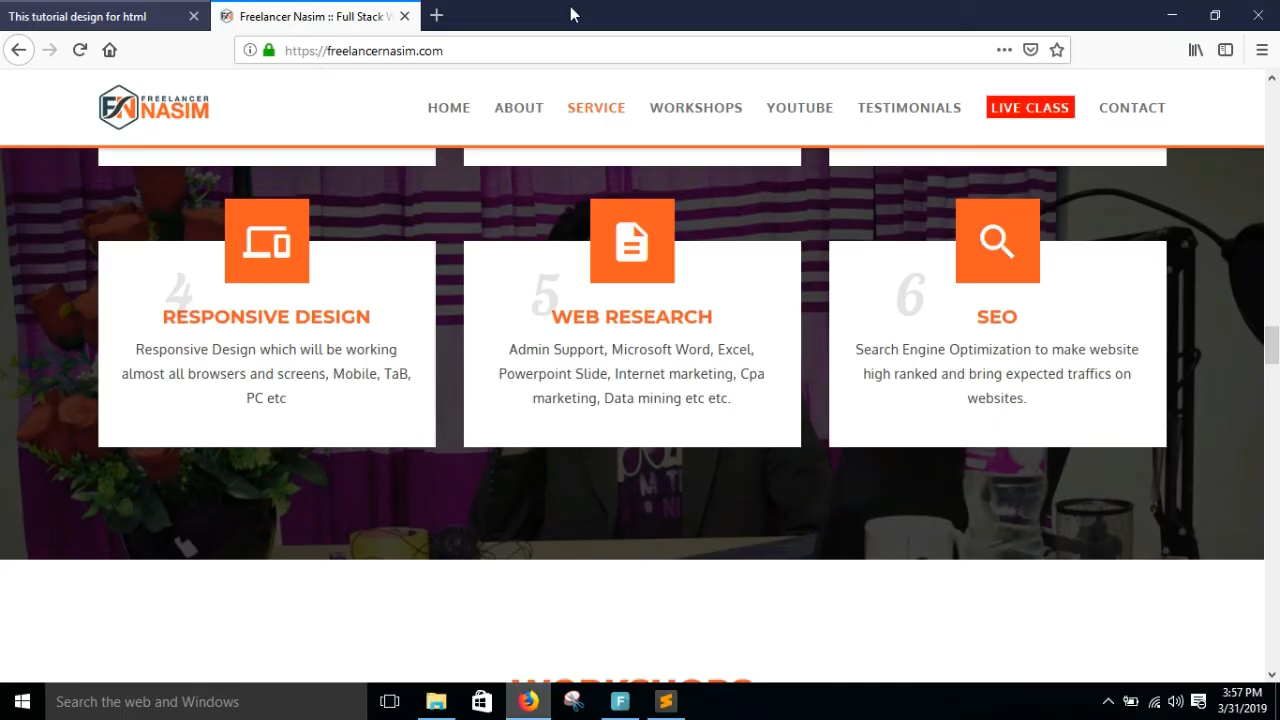 This tutorial design for html
Freelancer Nasim :: Full Stack W
https://freelancernasim.com
FREELANCER
NASIM
HOME ABOUT SERVICE WORKSHOPS YOUTUBE TESTIMONIALS LIVE CLASS CONTACT
4
RESPONSIVE DESIGN
Responsive Design which will be working
almost all browsers and screens, Mobile, TaB,
PC etc
5
WEB RESEARCH
Admin Support, Microsoft Word, Excel,
Powerpoint Slide, Internet marketing, Cpa
marketing, Data mining etc etc.
6
SEO
Search Engine Optimization to make website
high ranked and bring expected traffics on
websites.
WORKSHOPS
Search the web and Windows
3:57 PM
3/31/2019